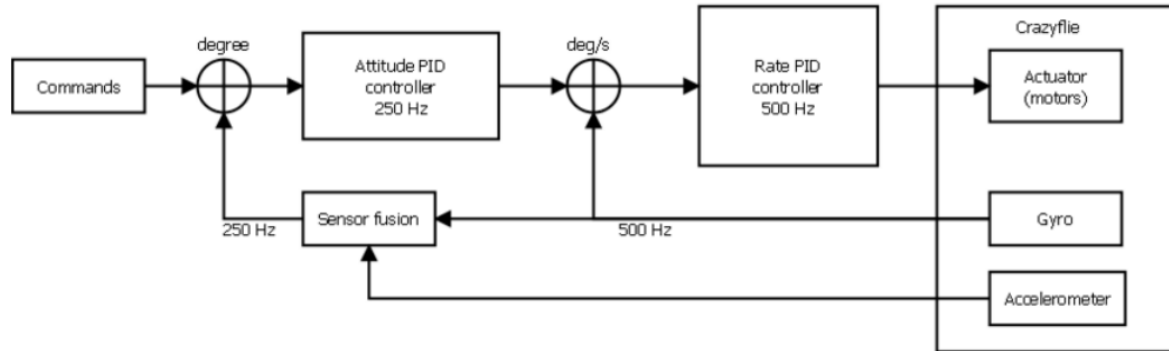 Crazyflie
degree
deg/s
Commands
Attitude PID
controller
250 Hz
Rate PID
controller
500 Hz
Actuator
(motors)
250 Hz
Sensor fusion
500 Hz
Gyro
Accelerometer